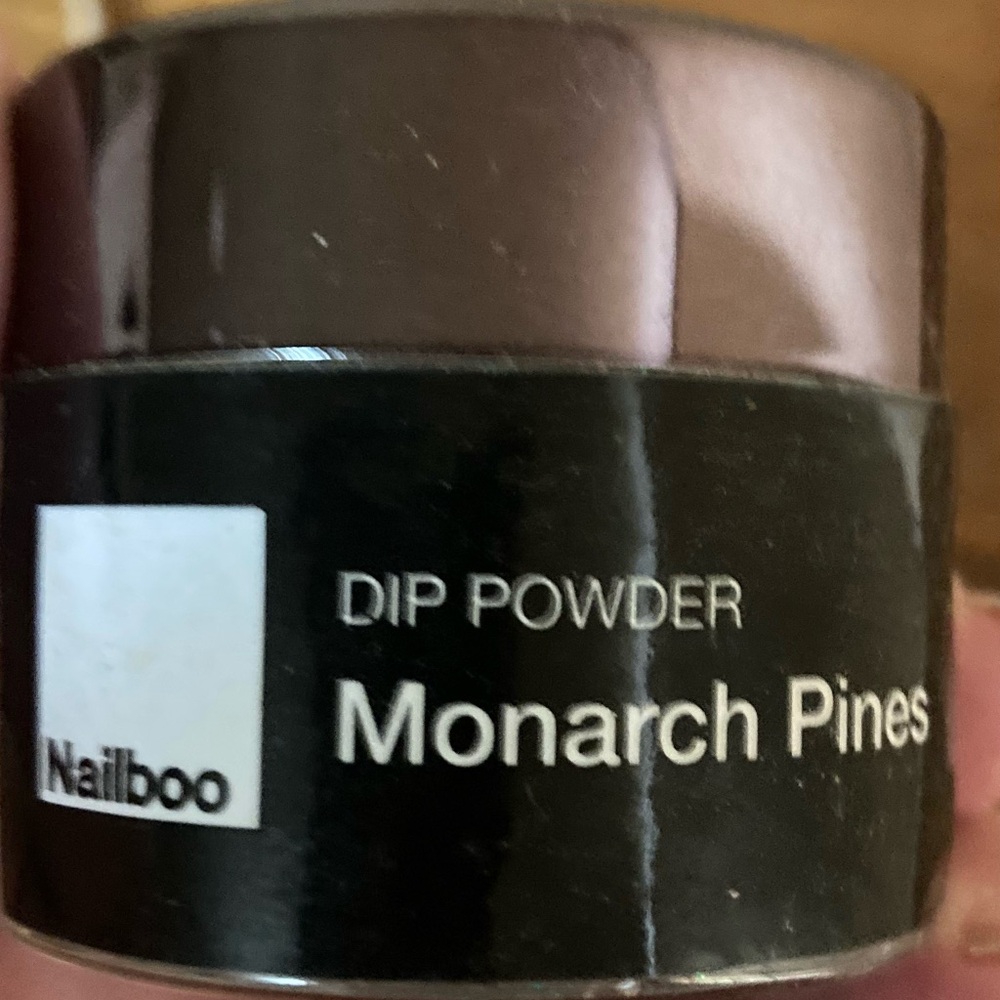 Nailboo
DIP POWDER
Monarch Pines